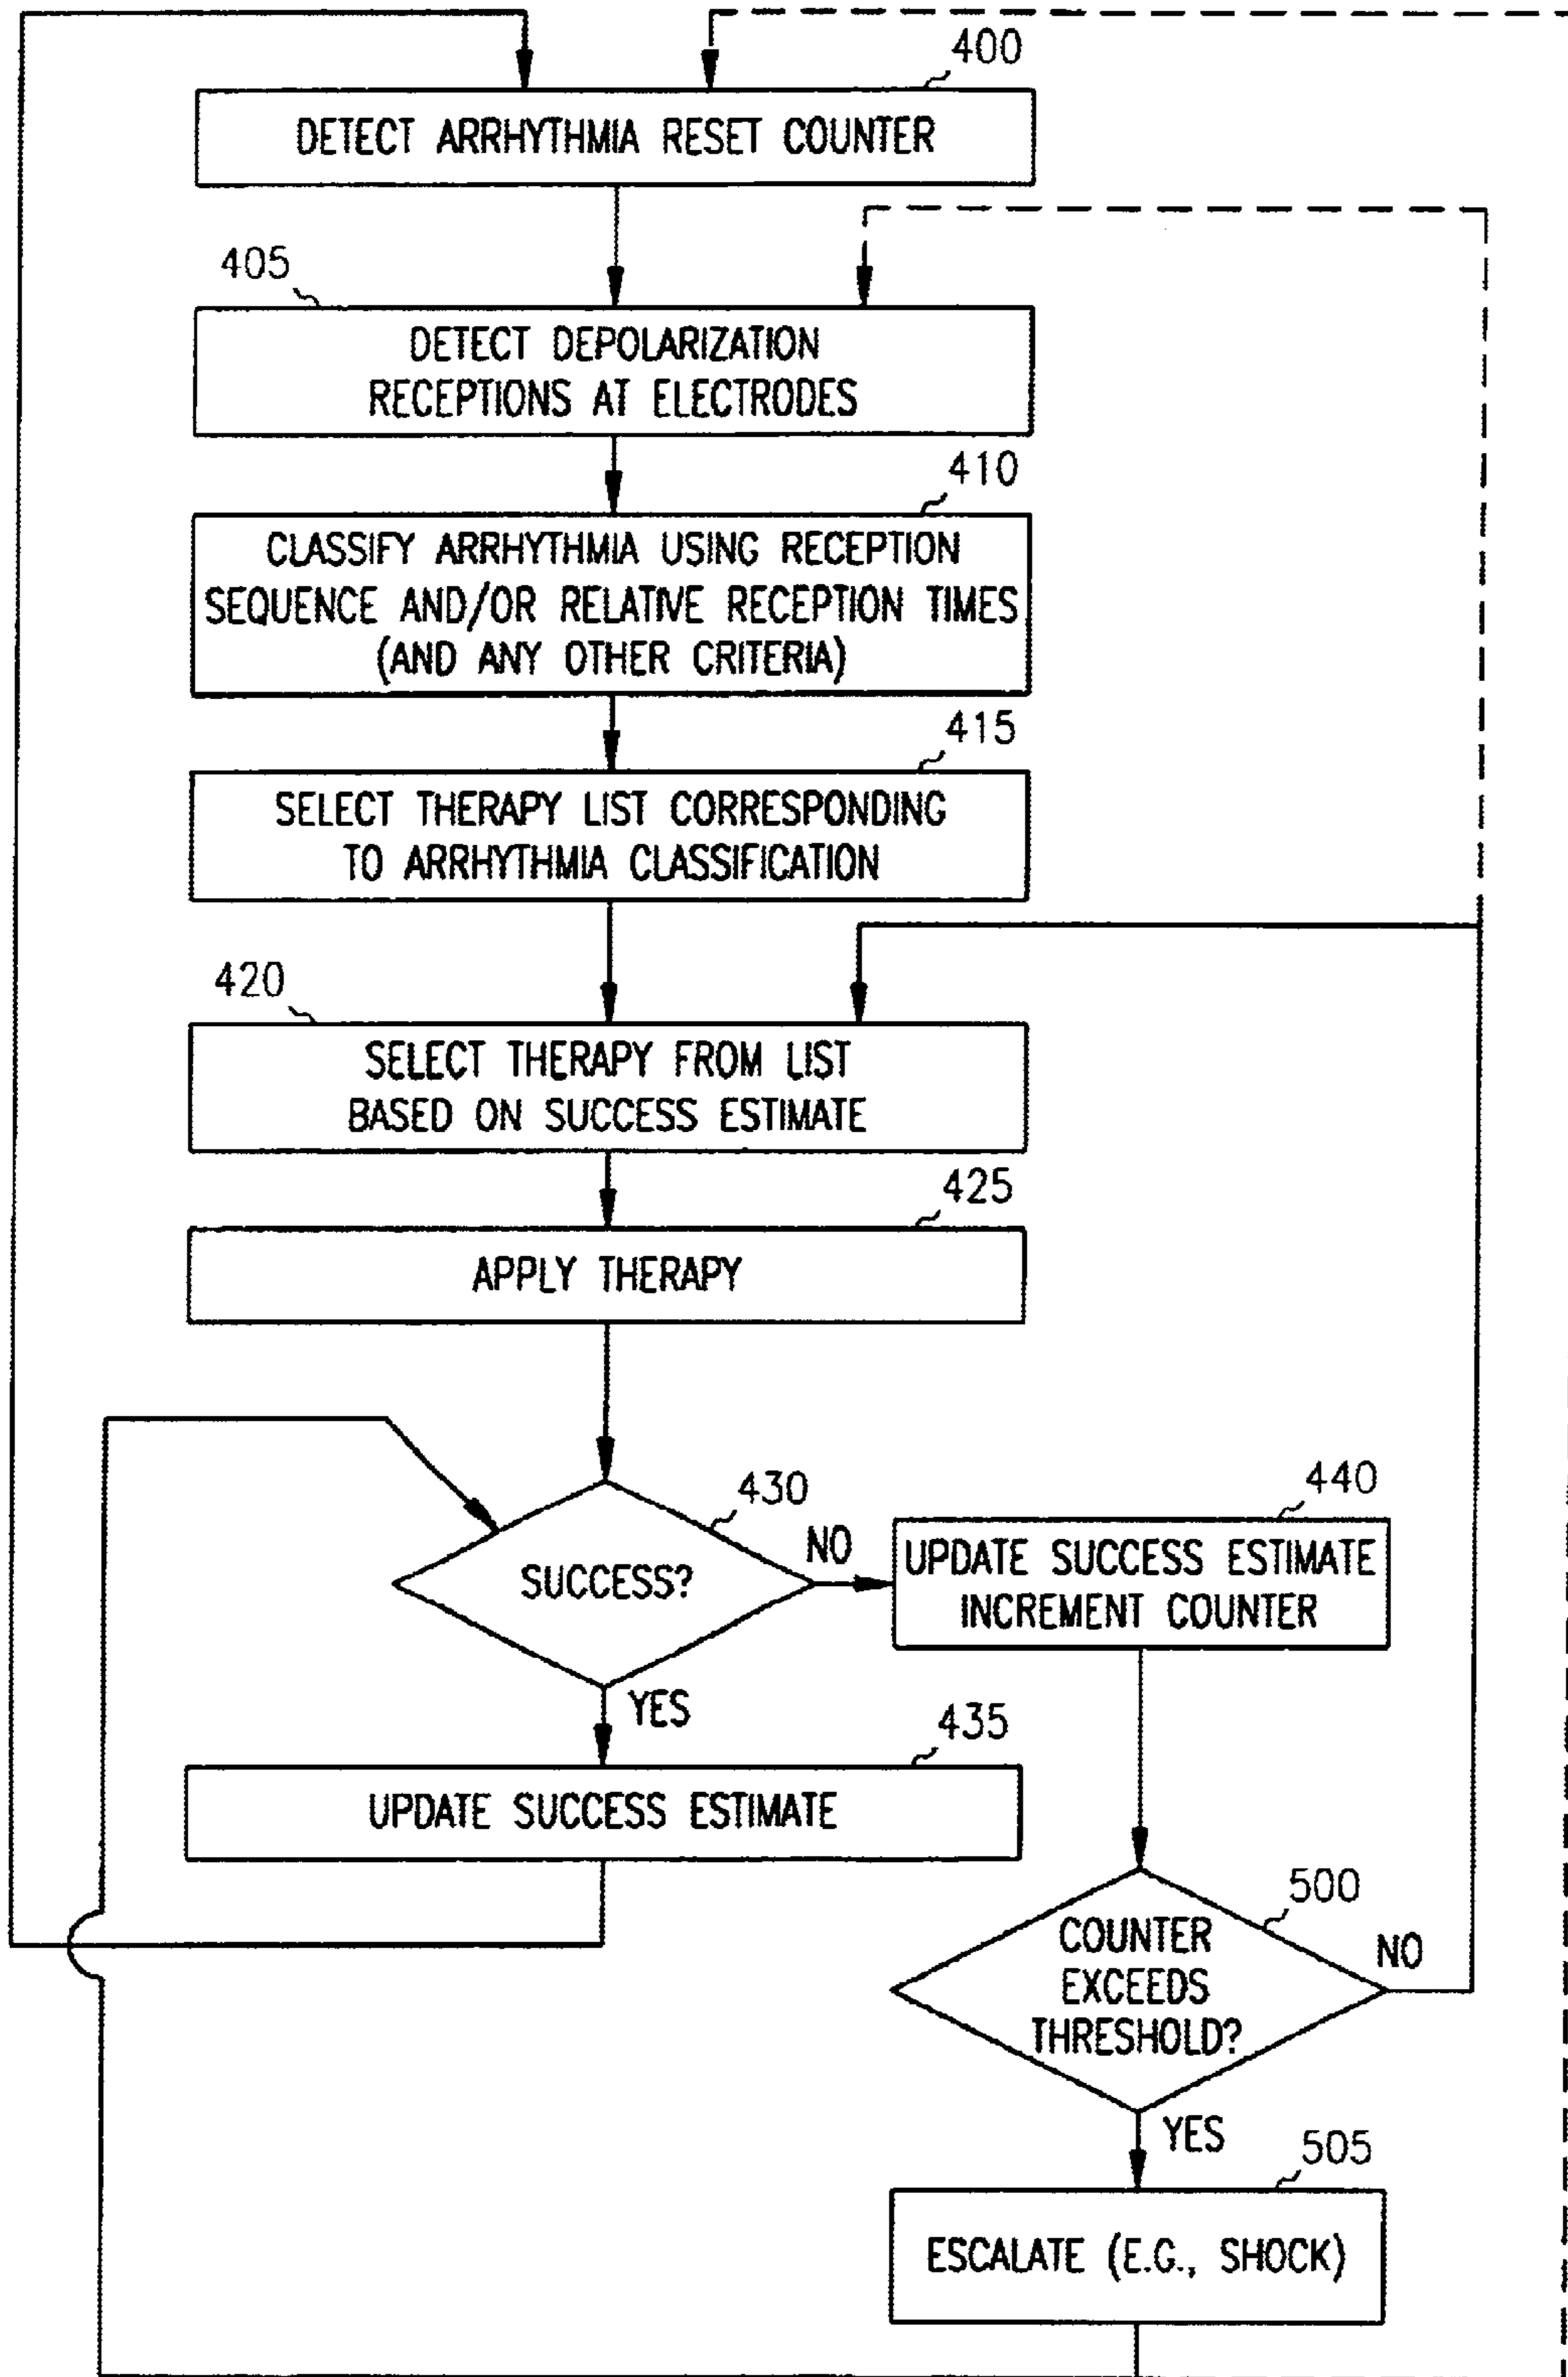 400
DETECT ARRHYTHMIA RESET COUNTER
405
DETECT DEPOLARIZATION
RECEPTIONS AT ELECTRODES
410
CLASSIFY ARRHYTHMIA USING RECEPTION
SEQUENCE AND/OR RELATIVE RECEPTION TIMES
(AND ANY OTHER CRITERIA)
415
SELECT THERAPY LIST CORRESPONDING
TO ARRHYTHMIA CLASSIFICATION
420
SELECT THERAPY FROM LIST
BASED ON SUCCESS ESTIMATE
425
APPLY THERAPY
430
SUCCESS?
NO
440
UPDATE SUCCESS ESTIMATE
INCREMENT COUNTER
YES
435
UPDATE SUCCESS ESTIMATE
500
COUNTER
EXCEEDS
THRESHOLD?
NO
YES
505
ESCALATE (E.G., SHOCK)